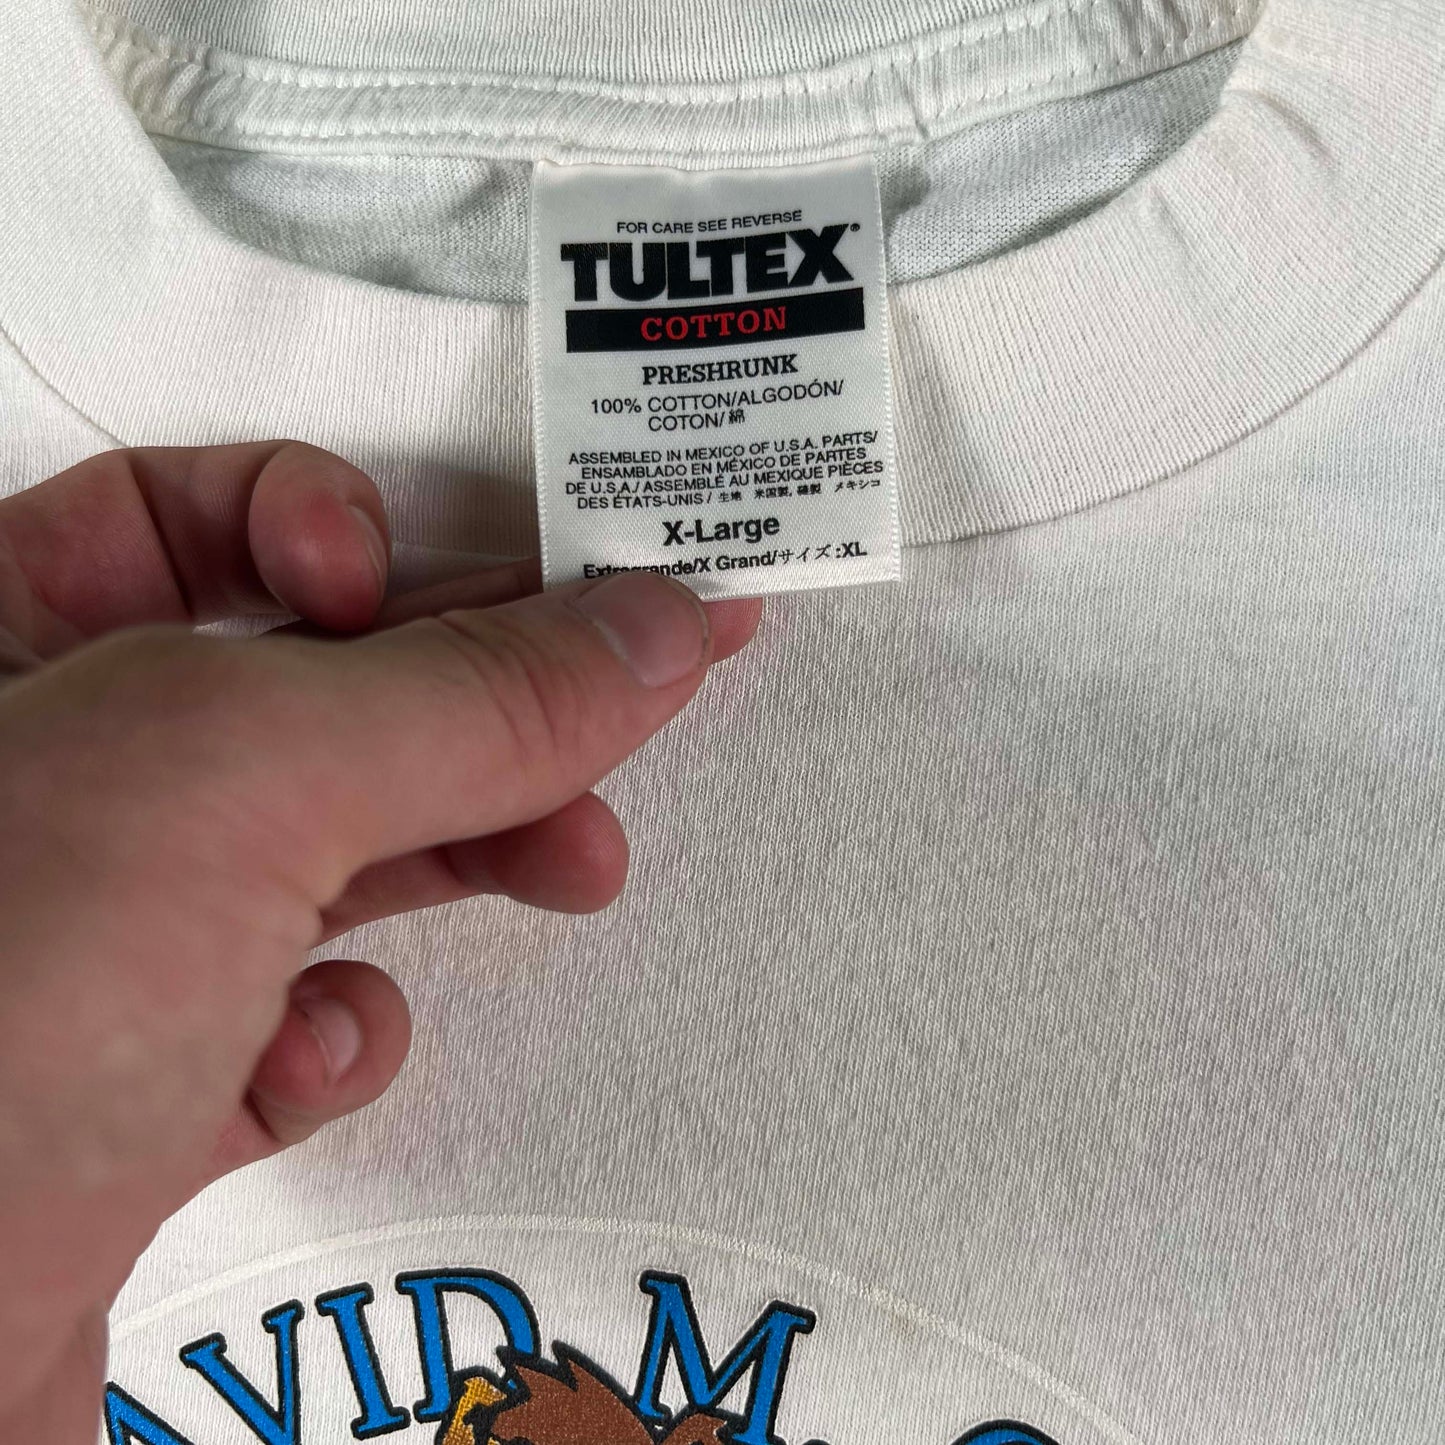 FOR CARE SEE REVERSE
TULTEX®
COTTON
PRESHRUNK
100% COTTON/ALGODÓN/
COTON/綿
ASSEMBLED IN MEXICO OF U.S.A. PARTS/
ENSAMBLADO EN MÉXICO DE PARTES
DE U.S.A./ASSEMBLÉ AU MEXIQUE PIÈCES
DES ÉTATS-UNIS / 生地 米国製, 縫製 メキシコ
X-Large
Extragrande/X Grand/サイズ:XL
AVID M.